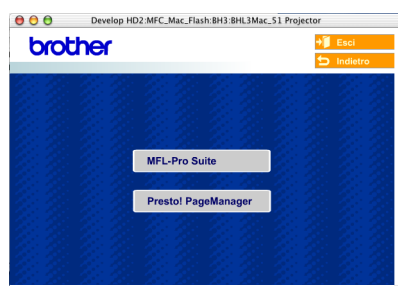 Develop HD2:MFC_Mac_Flash:BH3:BHL3Mac_51 Projector
brother
Esci
Indietro
MFL-Pro Suite
Presto! PageManager